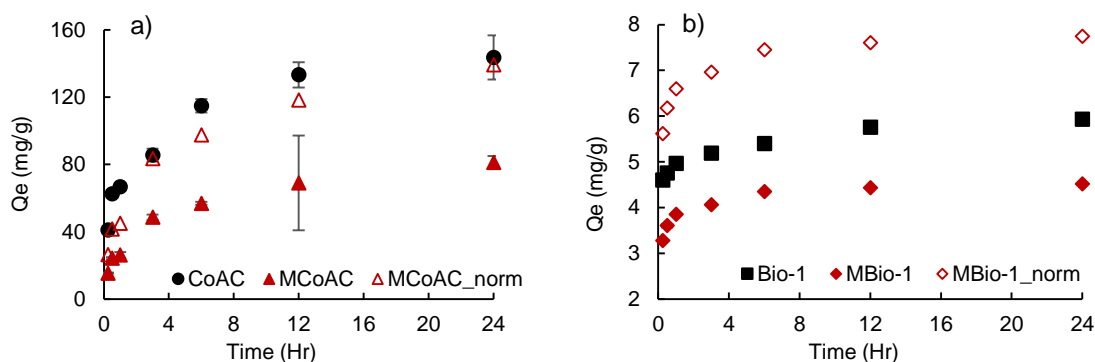 a)
160
120
80
40
0
Qe (mg/g)
CoAC MCoAC MCoAC_norm
0 4 8 12 16 20 24
Time (Hr)
b)
8
7
6
5
4
3
2
Qe (mg/g)
Bio-1 MBio-1 MBio-1_norm
0 4 8 12 16 20 24
Time (Hr)